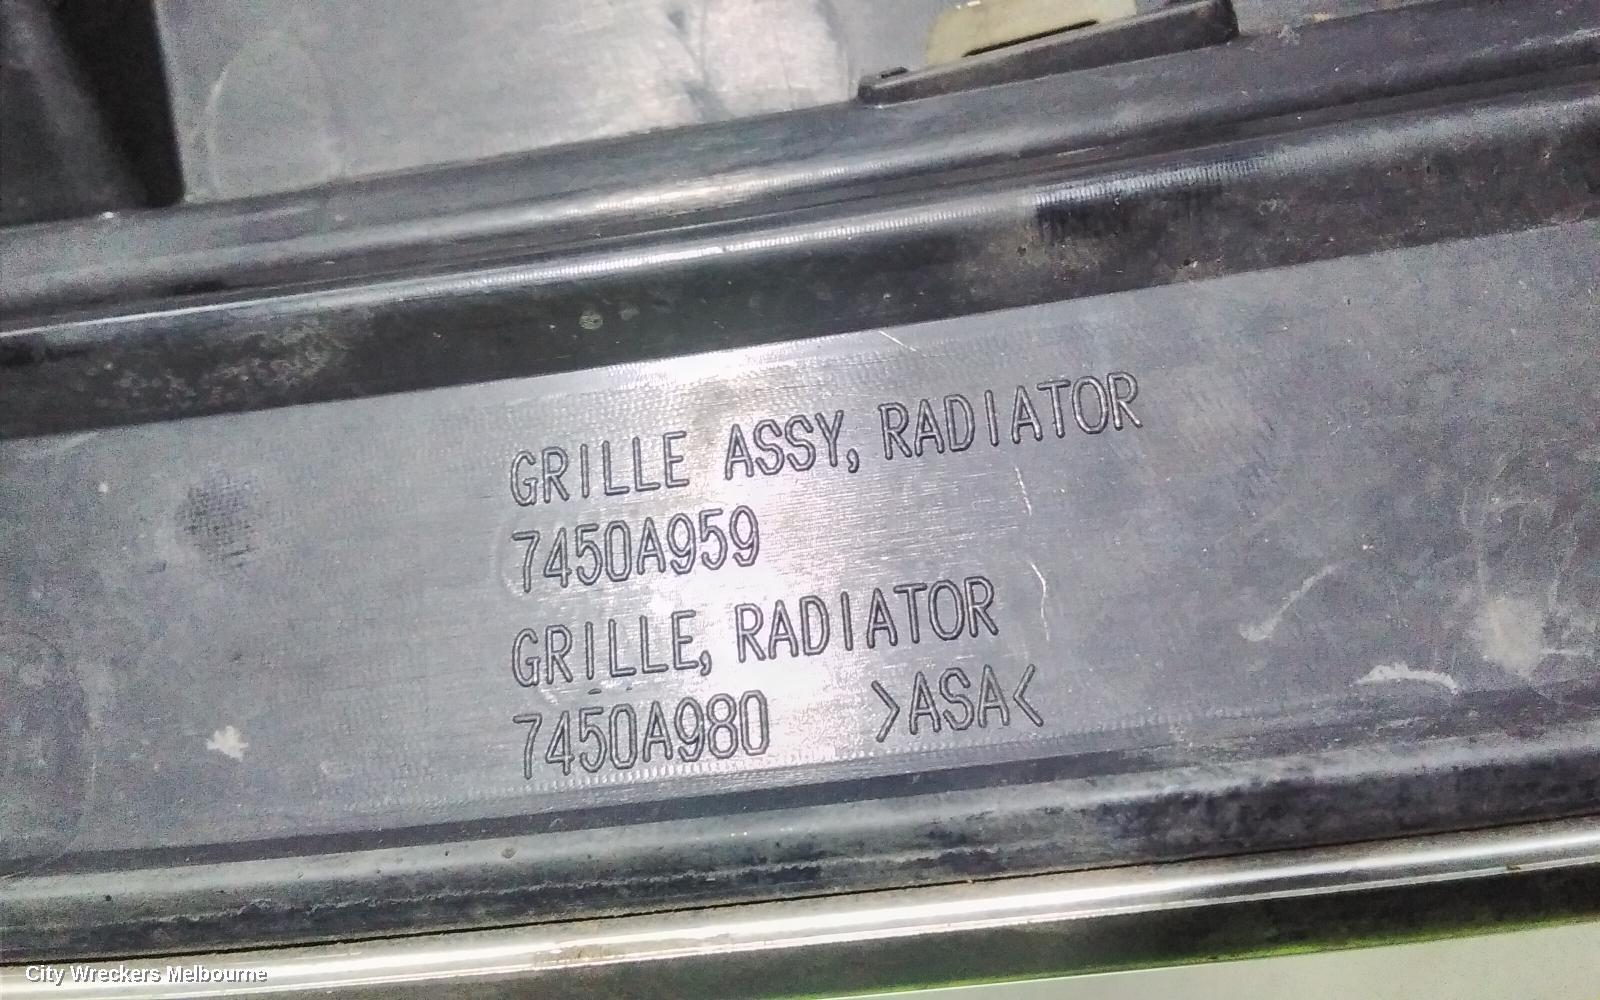 GRILLE ASSY, RADIATOR
7450A959
GRILLE, RADIATOR
7450A980 >ASA<
City Wreckers Melbourne